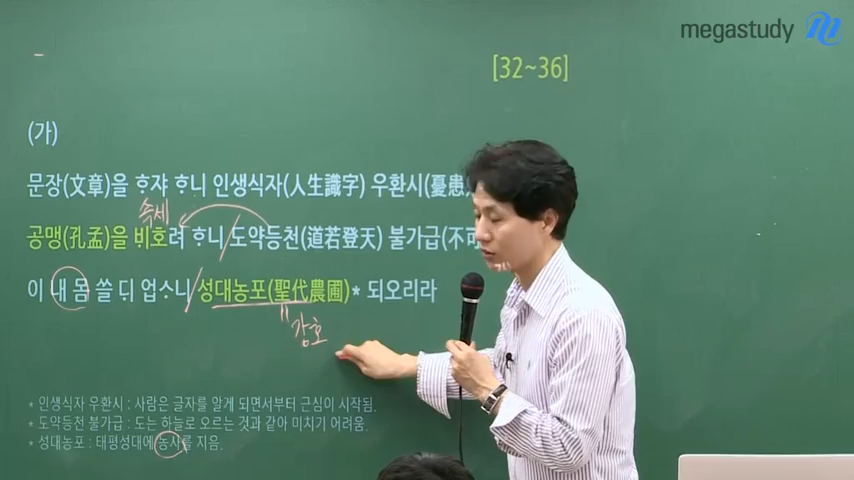 megastudy
[32~36]
(가)
문장(文章)을 ᄒᆞ쟈 ᄒᆞ니 인생식자(人生識字) 우환시(憂患
속세
공맹(孔孟)을 ᄇᆡ호려 ᄒᆞ니 도약등천(道若登天) 불가급(不可
이 내 몸 쓸 ᄃᆡ 업ᄉᆞ니 성대농포(聖代農圃)* 되오리라
강호
* 인생식자 우환시 : 사람은 글자를 알게 되면서부터 근심이 시작됨.
* 도약등천 불가급 : 도는 하늘로 오르는 것과 같아 미치기 어려움.
* 성대농포 : 태평성대에 농사를 지음.